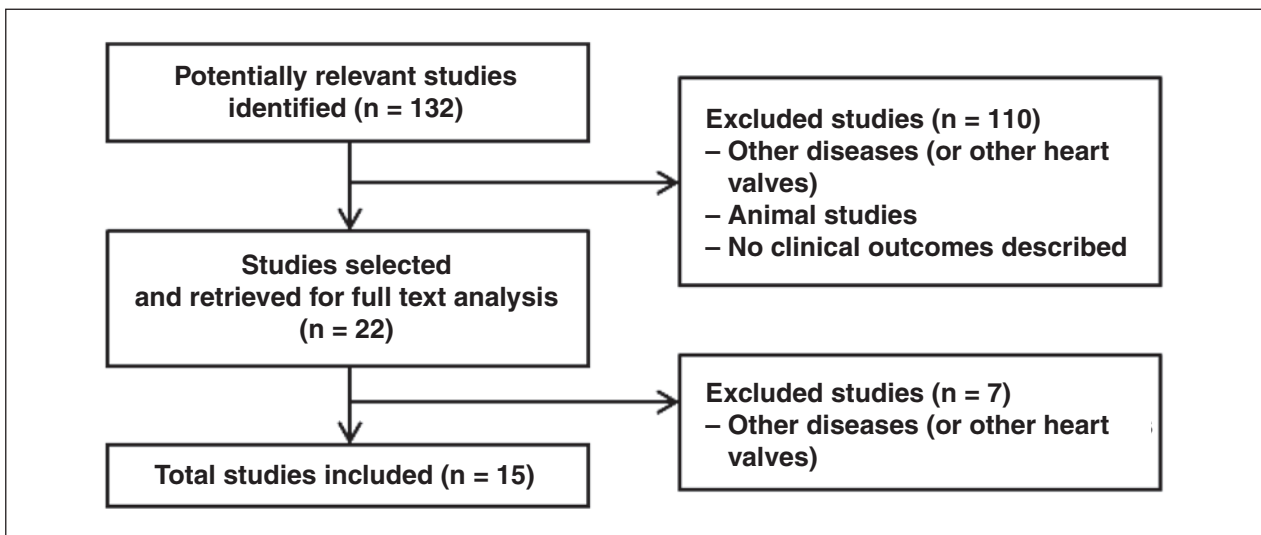 Potentially relevant studies
identified (n = 132)
Excluded studies (n = 110)
– Other diseases (or other heart
valves)
– Animal studies
– No clinical outcomes described
Studies selected
and retrieved for full text analysis
(n = 22)
Excluded studies (n = 7)
– Other diseases (or other heart
valves)
Total studies included (n = 15)